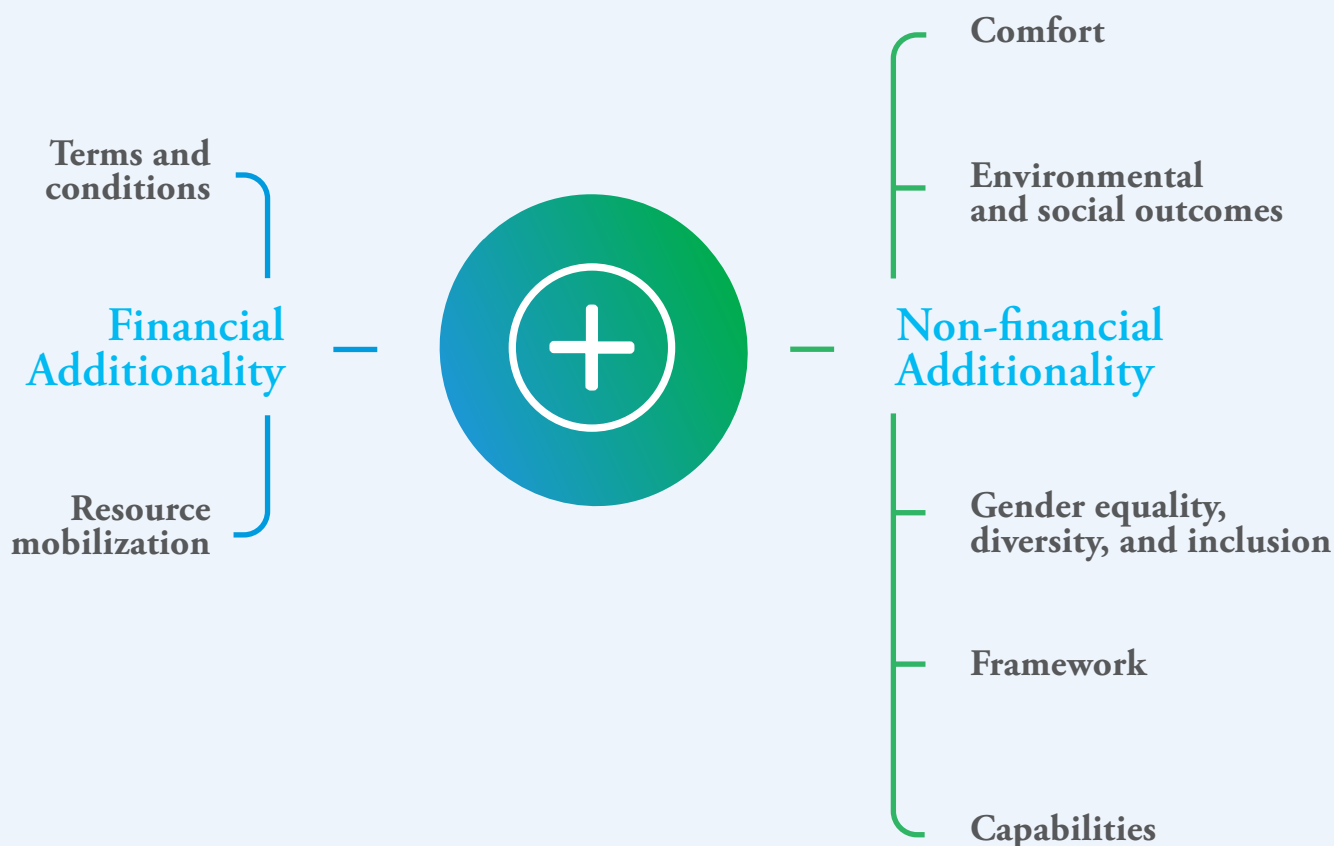 Terms and
conditions
Financial
Additionality
Resource
mobilization
Comfort
Environmental
and social outcomes
Non-financial
Additionality
Gender equality,
diversity, and inclusion
Framework
Capabilities